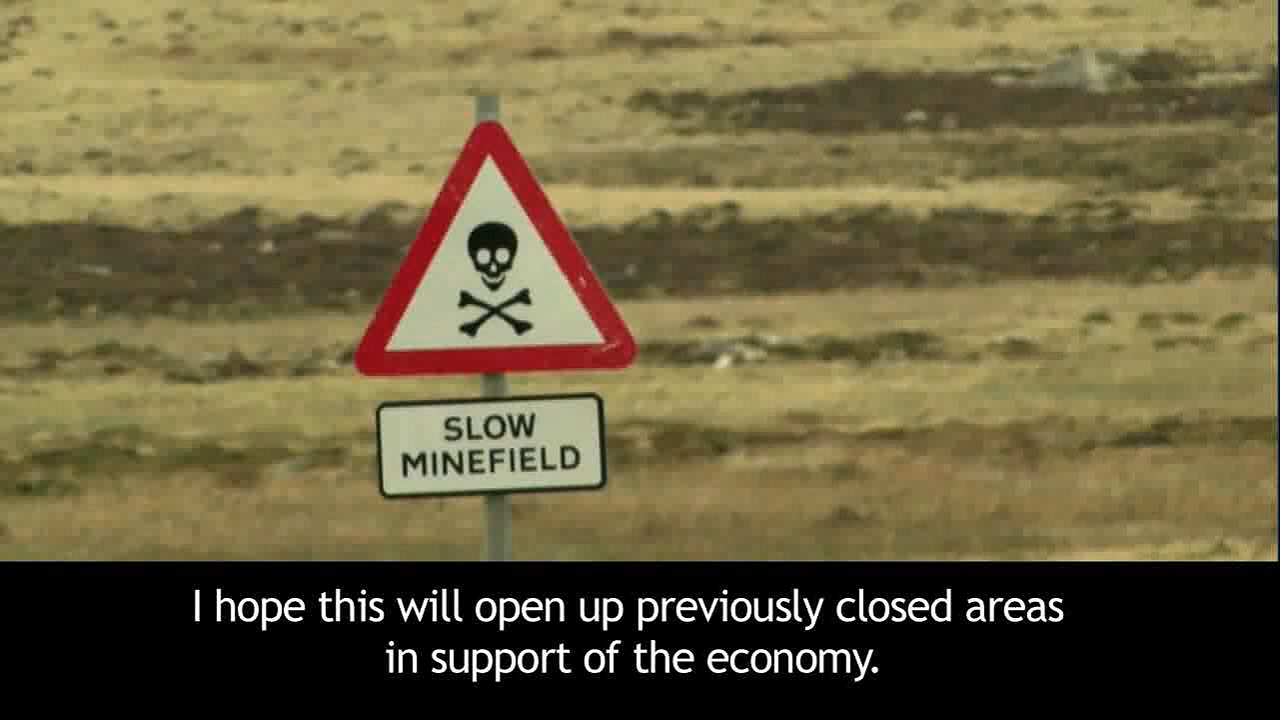 SLOW
MINEFIELD
I hope this will open up previously closed areas
in support of the economy.